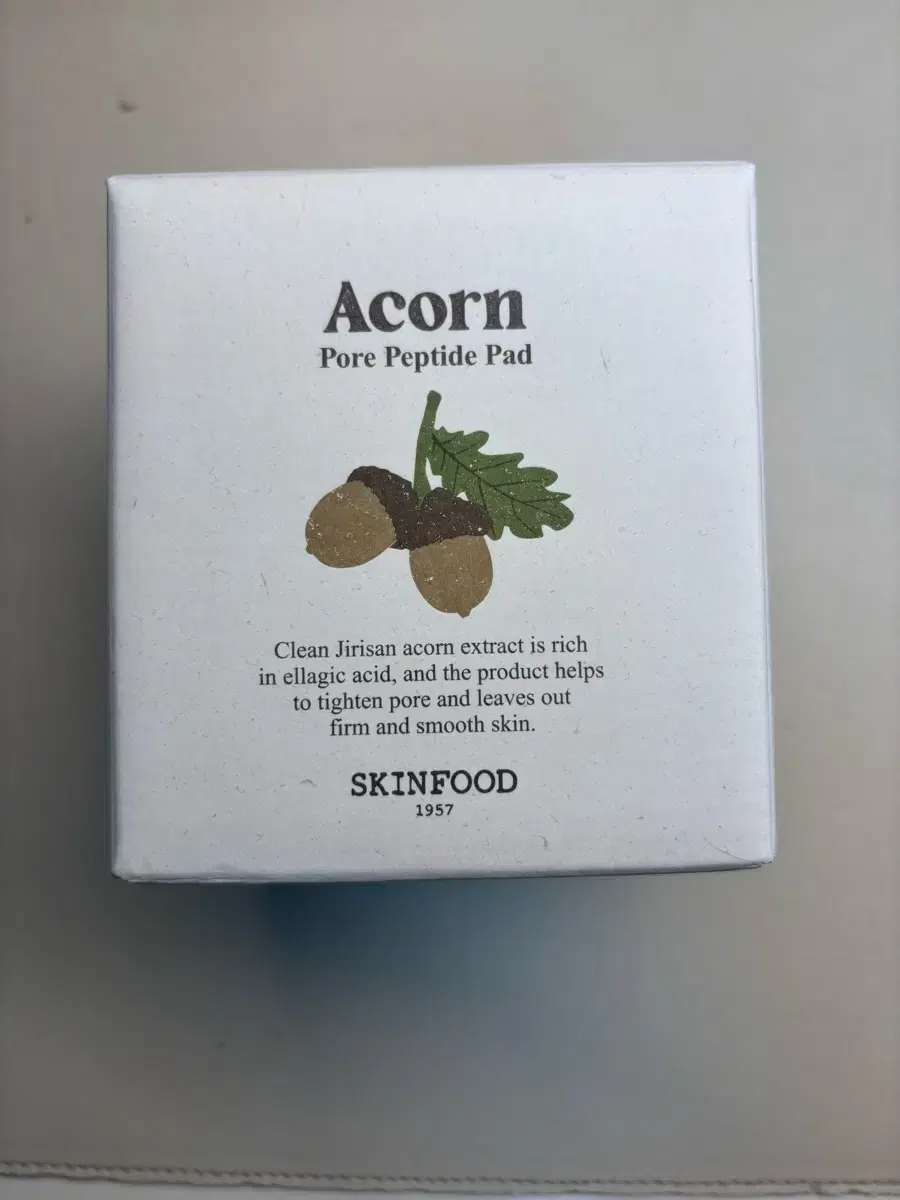 Acorn
Pore Peptide Pad
Clean Jirisan acorn extract is rich
in ellagic acid, and the product helps
to tighten pore and leaves out
firm and smooth skin.
SKINFOOD
1957